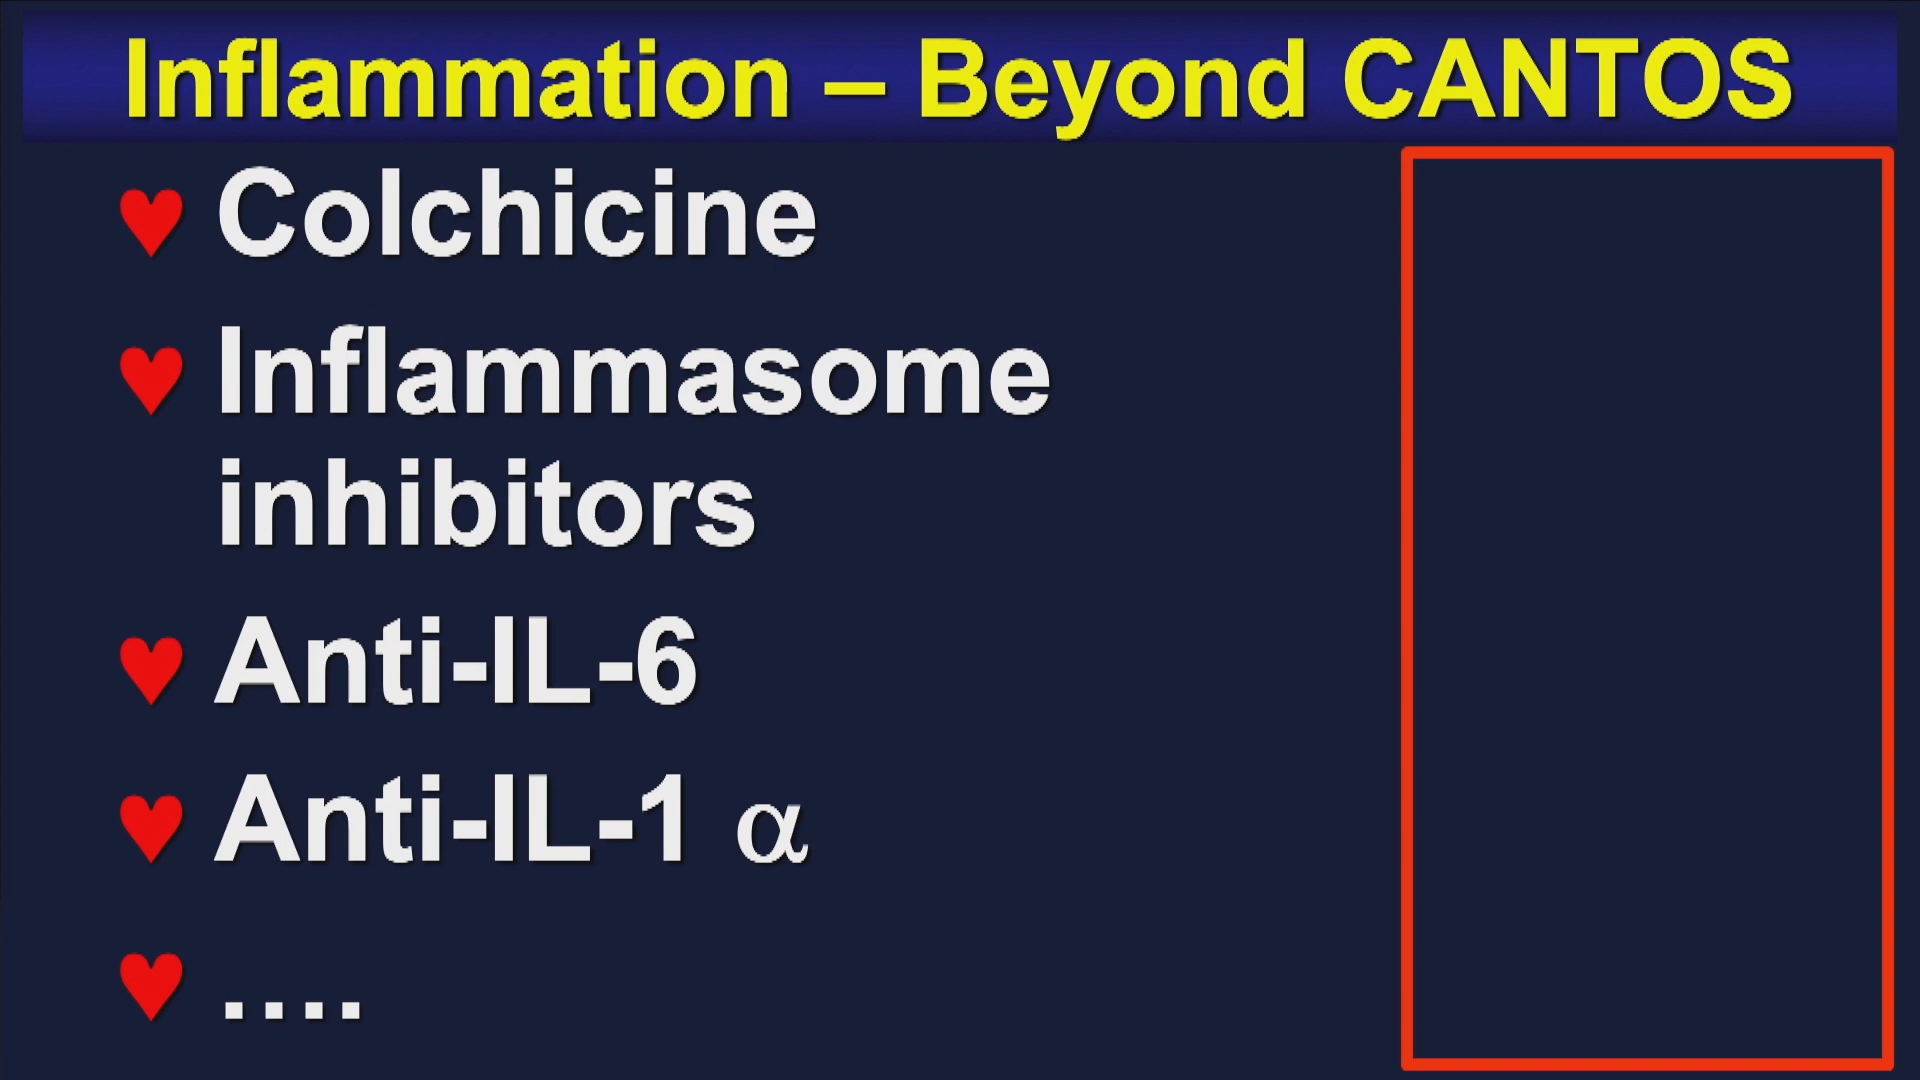 Inflammation – Beyond CANTOS
♥ Colchicine
♥ Inflammasome
inhibitors
♥ Anti-IL-6
♥ Anti-IL-1 α
♥ ....